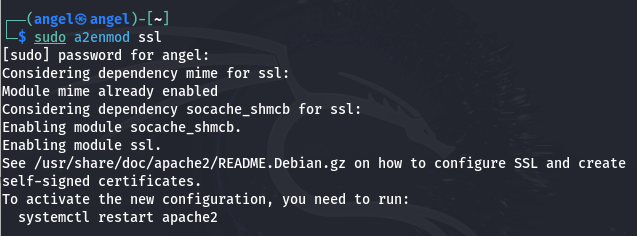 ┌──(angel㉿angel)-[~]
└─$ sudo a2enmod ssl
[sudo] password for angel:
Considering dependency mime for ssl:
Module mime already enabled
Considering dependency socache_shmcb for ssl:
Enabling module socache_shmcb.
Enabling module ssl.
See /usr/share/doc/apache2/README.Debian.gz on how to configure SSL and create
self-signed certificates.
To activate the new configuration, you need to run:
  systemctl restart apache2